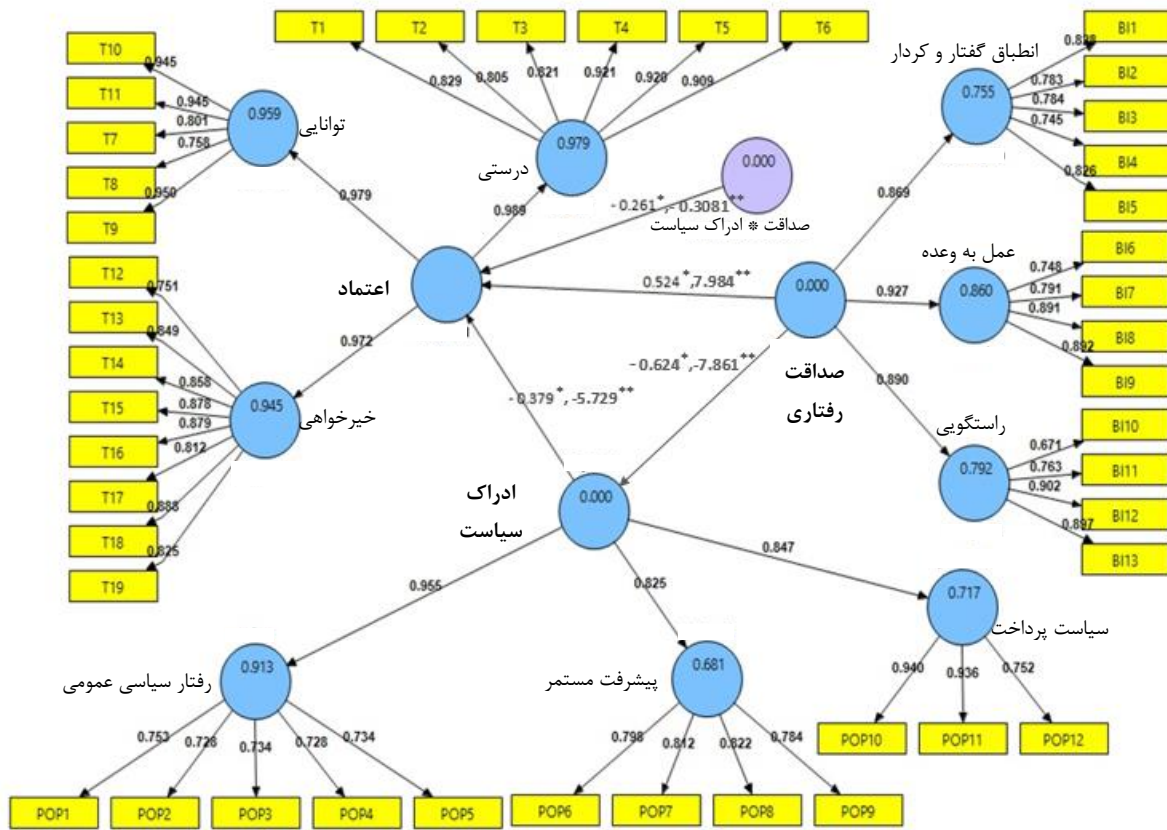 T1
T2
T3
T4
T5
T6
0.829
0.805
0.821
0.921
0.920
0.909
0.979
درستی
T10
T11
T7
T8
T9
0.945
0.945
0.801
0.758
0.950
0.959
توانایی
0.979
0.989
0.000
صداقت * ادراک سیاست
- 0.261*,- 0.3081**
BI1
BI2
BI3
BI4
BI5
0.783
0.784
0.745
0.826
0.755
انطباق گفتار و کردار
0.869
اعتماد
0.524*,7.984**
0.000
صداقت
رفتاری
0.927
BI6
BI7
BI8
BI9
0.748
0.791
0.891
0.892
0.860
عمل به وعده
T12
T13
T14
T15
T16
T17
T18
T19
0.751
0.849
0.858
0.878
0.879
0.812
0.888
0.825
0.945
خیرخواهی
0.972
- 0.624*,-7.861**
- 0.379*,-5.729**
0.890
راستگویی
0.792
BI10
BI11
BI12
BI13
0.671
0.763
0.902
0.897
ادراک
سیاست
0.000
0.955
0.825
0.847
0.913
رفتار سیاسی عمومی
0.753
0.728
0.734
0.728
0.734
POP1
POP2
POP3
POP4
POP5
0.681
پیشرفت مستمر
0.798
0.812
0.822
0.784
POP6
POP7
POP8
POP9
0.717
سیاست پرداخت
0.940
0.936
0.752
POP10
POP11
POP12